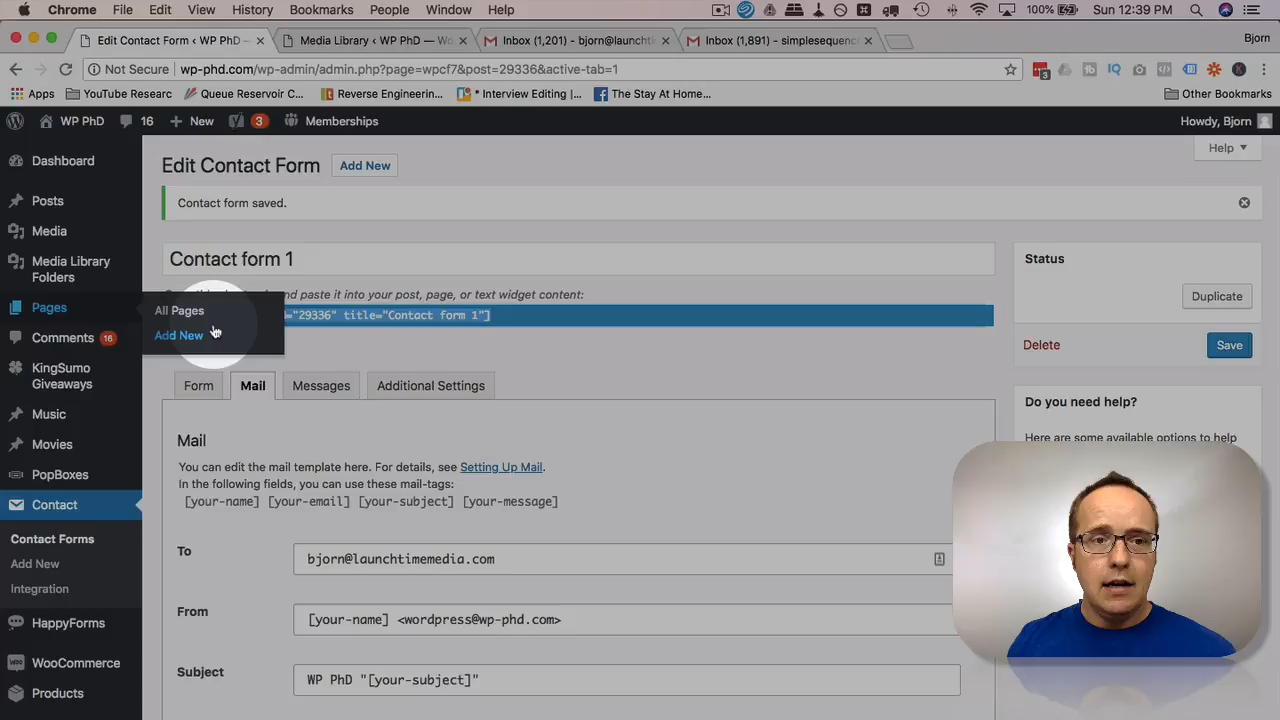 Chrome File Edit View History Bookmarks People Window Help 100% Sun 12:39 PM
Edit Contact Form ‹ WP PhD — Media Library ‹ WP PhD — Wo Inbox (1,201) - bjorn@launchti Inbox (1,891) - simplesequenc Bjorn
Not Secure wp-phd.com/wp-admin/admin.php?page=wpcf7&post=29336&active-tab=1 3
Apps YouTube Researc Queue Reservoir C... Reverse Engineerin... * Interview Editing |... The Stay At Home... Other Bookmarks
WP PhD 16 New 3 Memberships Howdy, Bjorn
Dashboard
Posts
Media
Media Library
Folders
Pages
All Pages
Add New
Comments 16
KingSumo
Giveaways
Music
Movies
PopBoxes
Contact
Contact Forms
Add New
Integration
HappyForms
WooCommerce
Products
Edit Contact Form Add New Help
Contact form saved.
Contact form 1
and paste it into your post, page, or text widget content:
="29336" title="Contact form 1"]
Form Mail Messages Additional Settings
Mail
You can edit the mail template here. For details, see Setting Up Mail.
In the following fields, you can use these mail-tags:
[your-name] [your-email] [your-subject] [your-message]
To bjorn@launchtimemedia.com
From [your-name] <wordpress@wp-phd.com>
Subject WP PhD "[your-subject]"
Status
Duplicate
Delete Save
Do you need help?
Here are some available options to help